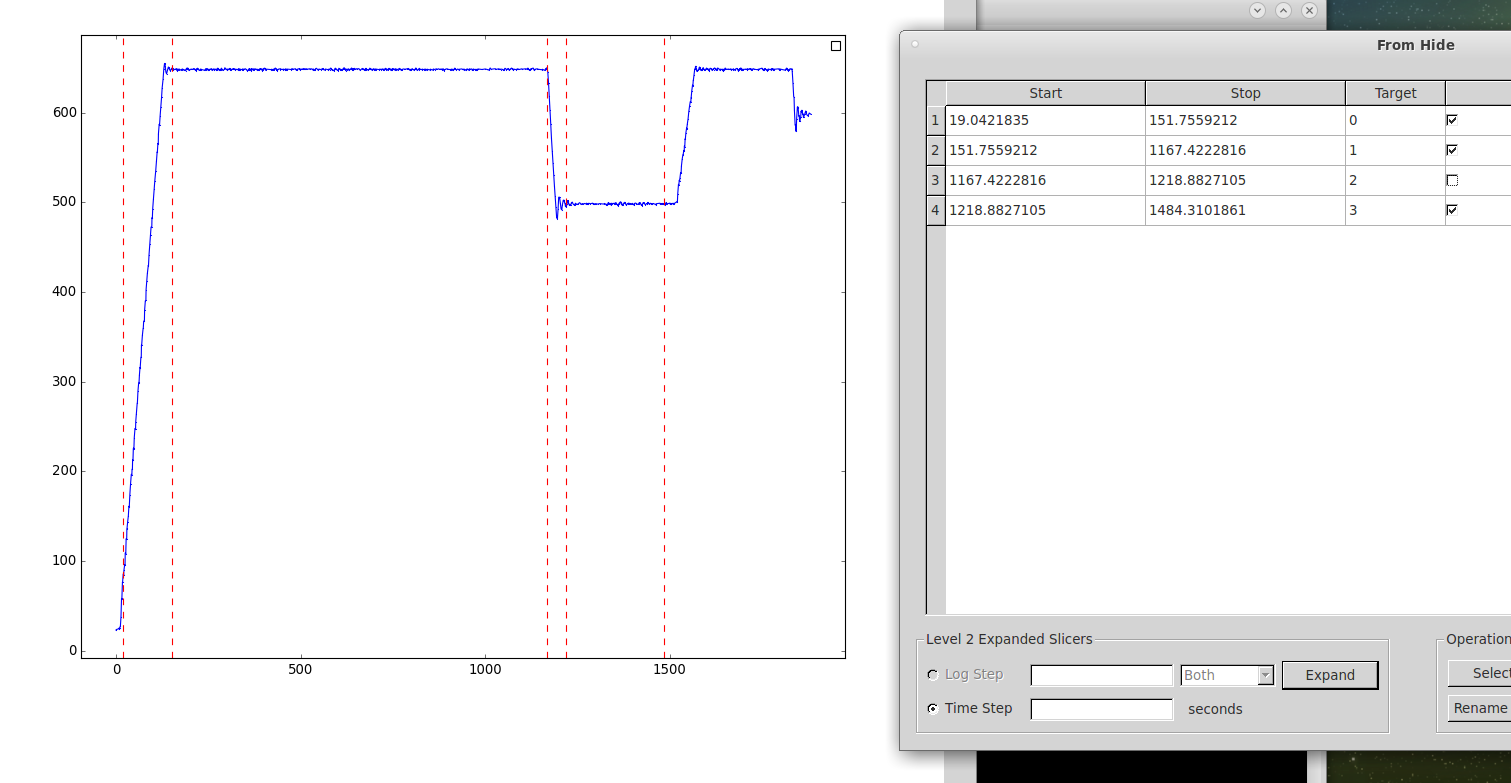 600
500
400
300
200
100
0
0 500 1000 1500
From Hide
Start Stop Target
1 19.0421835 151.7559212 0
2 151.7559212 1167.4222816 1
3 1167.4222816 1218.8827105 2
4 1218.8827105 1484.3101861 3
Level 2 Expanded Slicers
Log Step Both Expand
Time Step seconds
Operation
Select
Rename